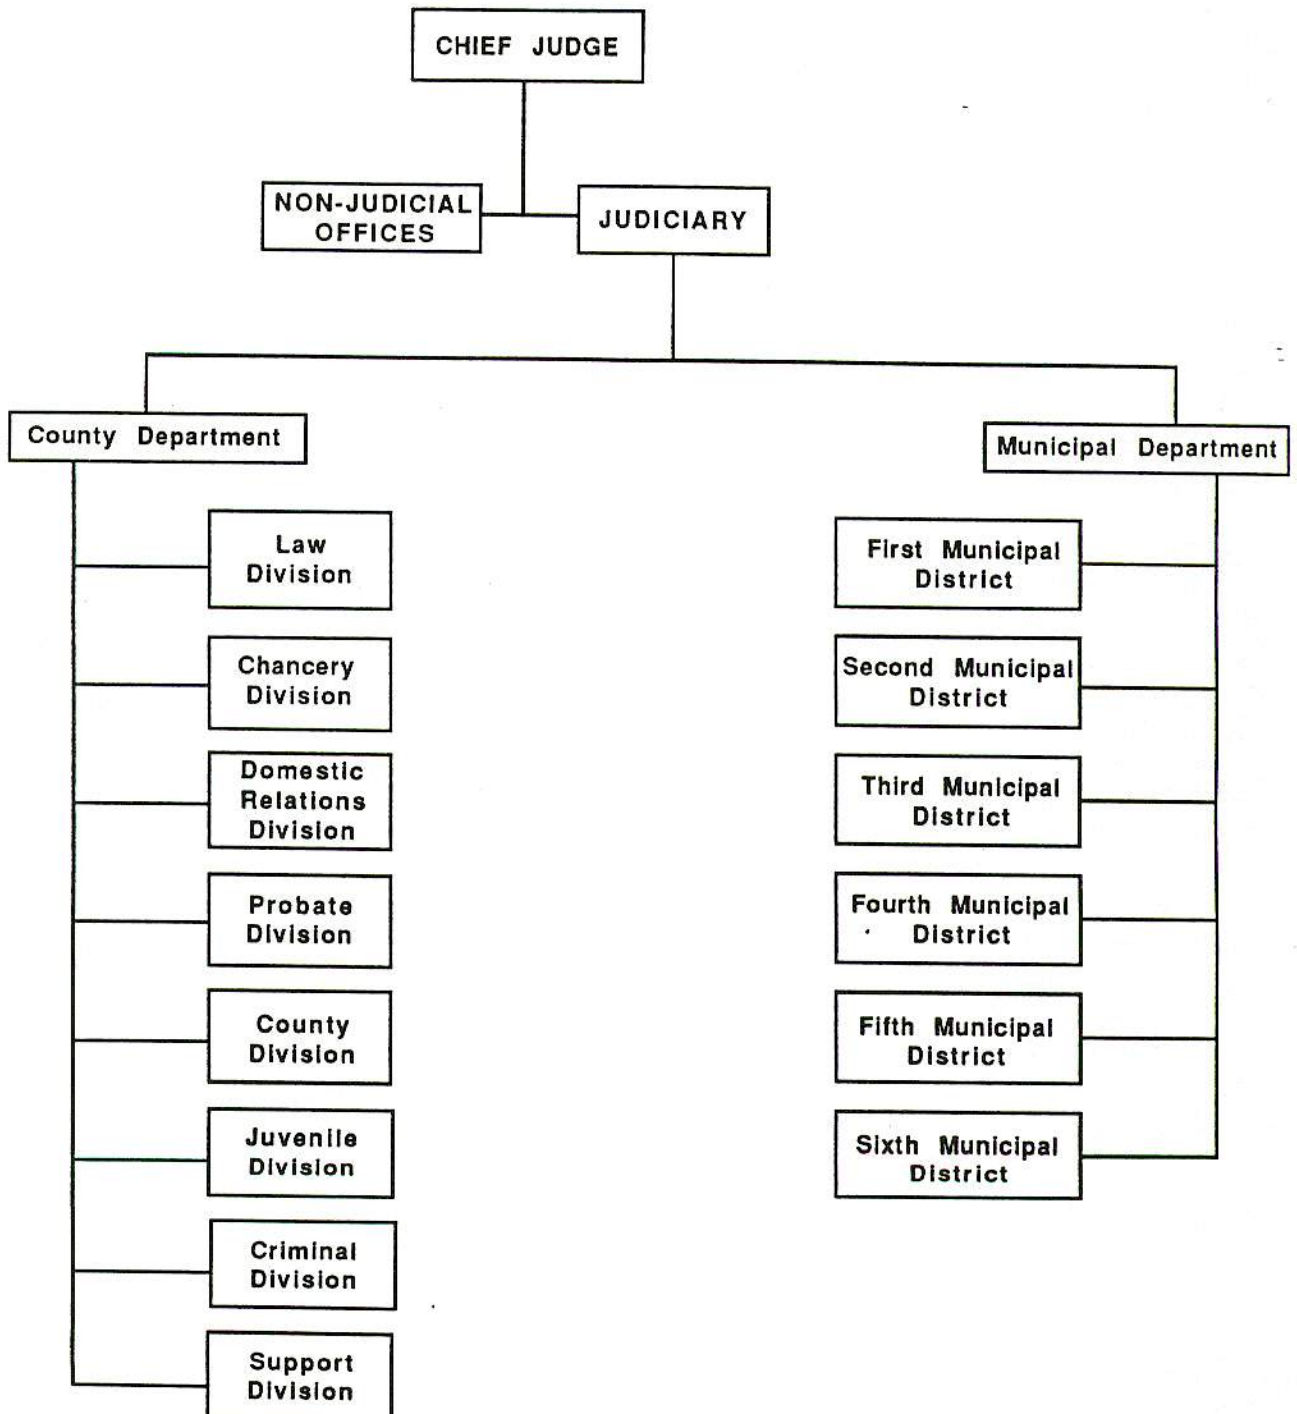 CHIEF JUDGE
NON-JUDICIAL
OFFICES
JUDICIARY
County Department
Municipal Department
Law
Division
Chancery
Division
Domestic
Relations
Division
Probate
Division
County
Division
Juvenile
Division
Criminal
Division
Support
Division
First Municipal
District
Second Municipal
District
Third Municipal
District
Fourth Municipal
District
Fifth Municipal
District
Sixth Municipal
District